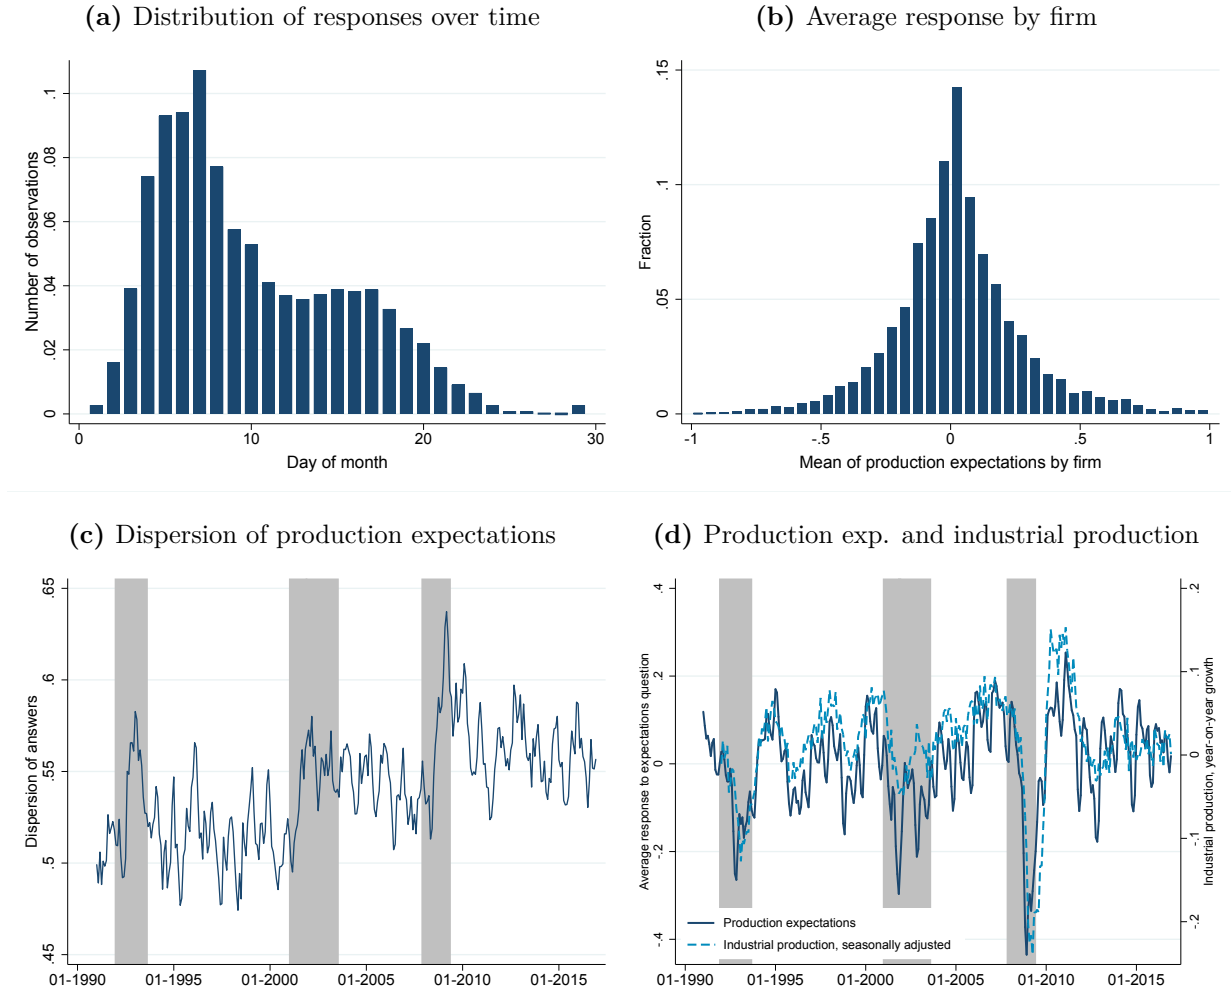 (a) Distribution of responses over time
Number of observations
.1
.08
.06
.04
.02
0
0 10 20 30
Day of month
(b) Average response by firm
Fraction
.15
.1
.05
0
-1 -.5 0 .5 1
Mean of production expectations by firm
(c) Dispersion of production expectations
Dispersion of answers
.65
.6
.55
.5
.45
01-1990 01-1995 01-2000 01-2005 01-2010 01-2015
(d) Production exp. and industrial production
Average response to expectations question
.4
.2
0
-.2
-.4
Industrial production, year-on-year growth
.2
.1
0
-.1
-.2
Production expectations
Industrial production, seasonally adjusted
01-1990 01-1995 01-2000 01-2005 01-2010 01-2015